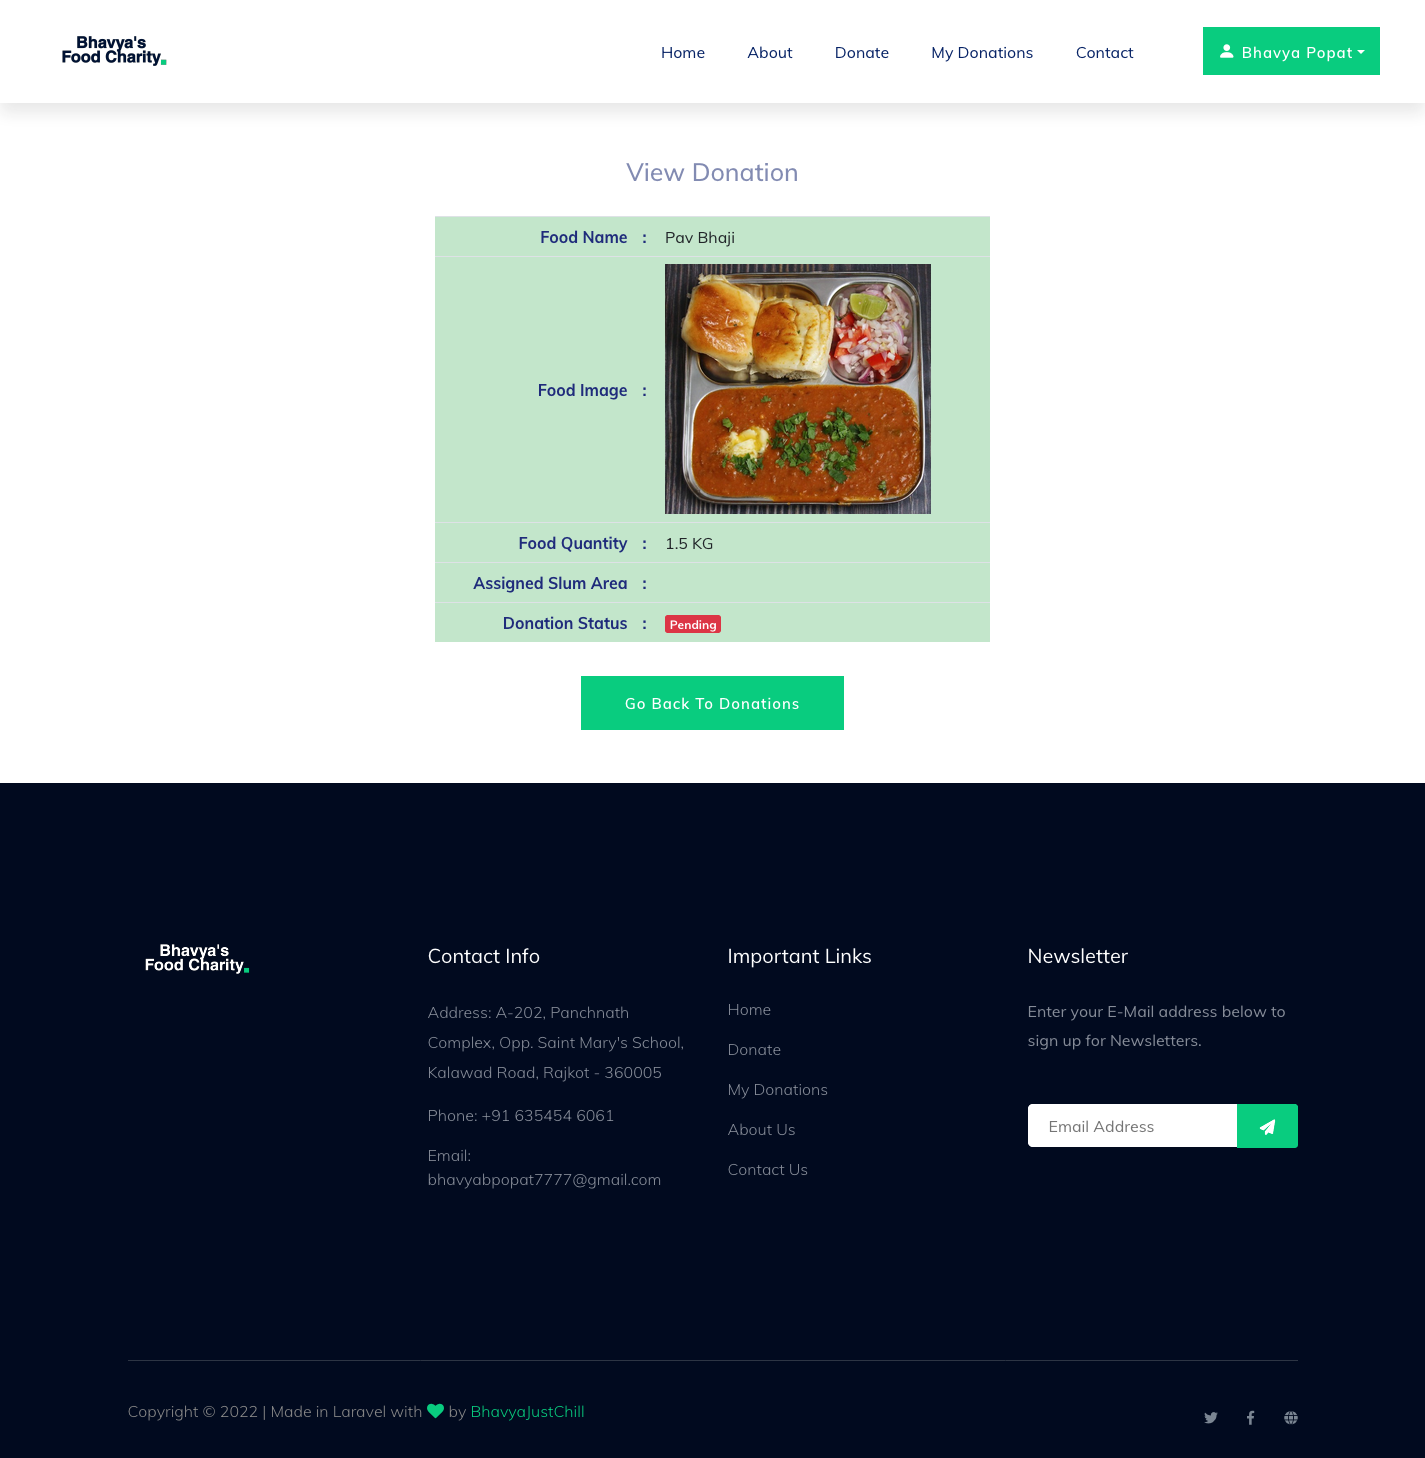 Bhavya's
Food Charity.
Home About Donate My Donations Contact Bhavya Popat
View Donation
Food Name : Pav Bhaji
Food Image :
Food Quantity : 1.5 KG
Assigned Slum Area :
Donation Status : Pending
Go Back To Donations
Bhavya's
Food Charity.
Contact Info
Address: A-202, Panchnath
Complex, Opp. Saint Mary's School,
Kalawad Road, Rajkot - 360005
Phone: +91 635454 6061
Email:
bhavyabpopat7777@gmail.com
Important Links
Home
Donate
My Donations
About Us
Contact Us
Newsletter
Enter your E-Mail address below to
sign up for Newsletters.
Email Address
Copyright © 2022 | Made in Laravel with by BhavyaJustChill